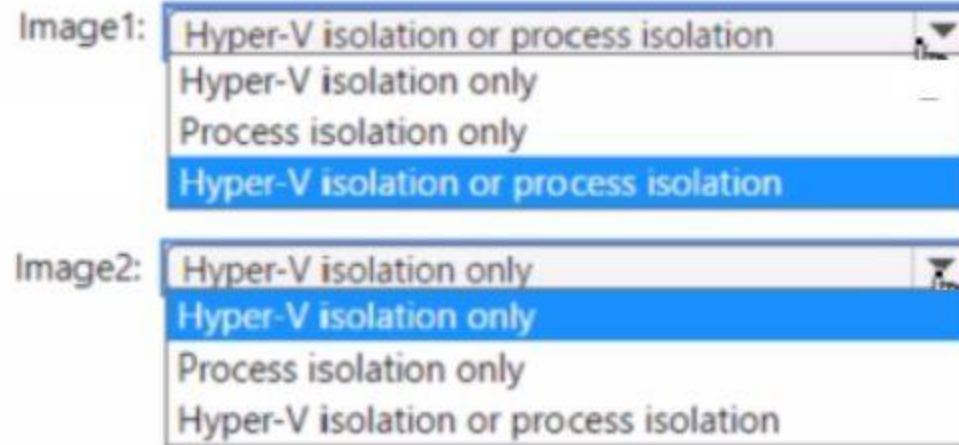 Image1: Hyper-V isolation or process isolation
Hyper-V isolation only
Process isolation only
Hyper-V isolation or process isolation
Image2: Hyper-V isolation only
Hyper-V isolation only
Process isolation only
Hyper-V isolation or process isolation